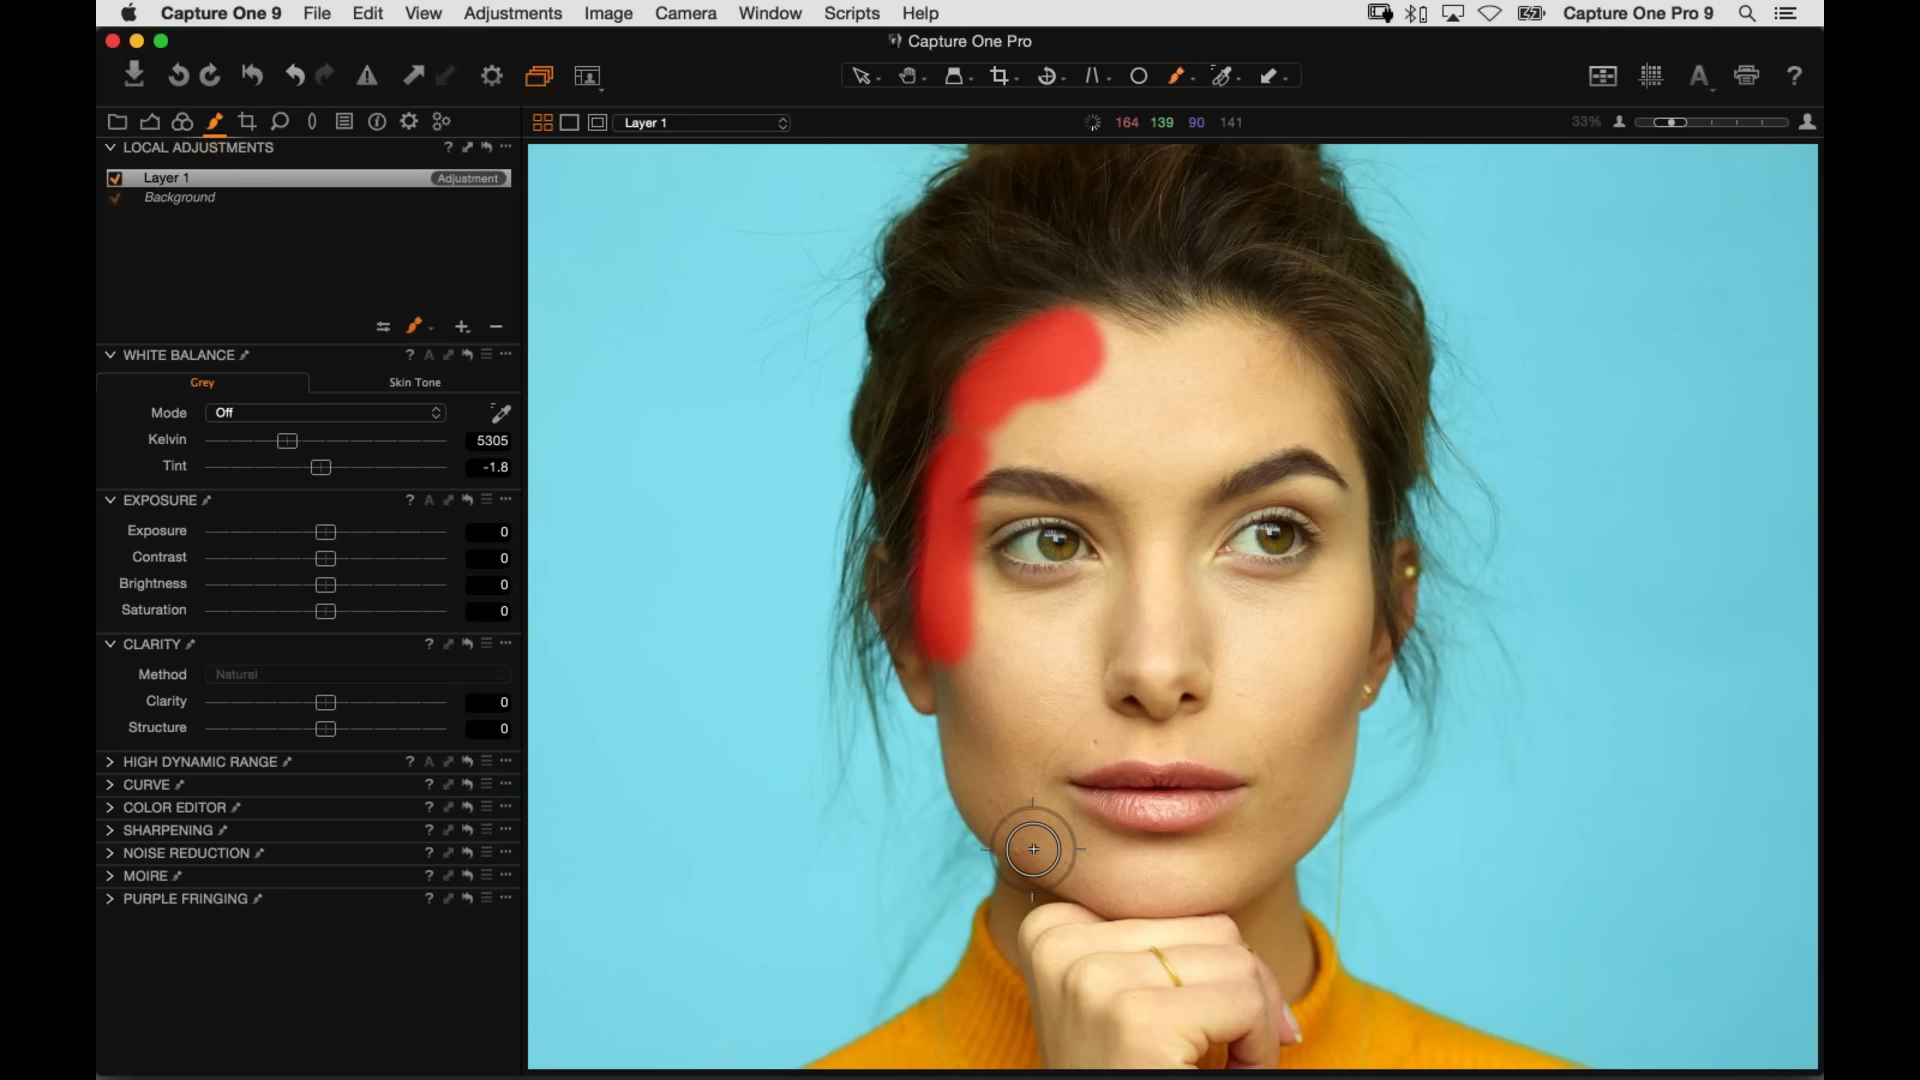 Capture One 9 File Edit View Adjustments Image Camera Window Scripts Help Capture One Pro 9
Capture One Pro
A ?
Layer 1 164 139 90 141 33%
LOCAL ADJUSTMENTS ?
Layer 1 Adjustment
Background
WHITE BALANCE ? A
Grey Skin Tone
Mode Off
Kelvin 5305
Tint -1.8
EXPOSURE ? A
Exposure 0
Contrast 0
Brightness 0
Saturation 0
CLARITY ?
Method Natural
Clarity 0
Structure 0
HIGH DYNAMIC RANGE ? A
CURVE ?
COLOR EDITOR ?
SHARPENING ?
NOISE REDUCTION ?
MOIRE ?
PURPLE FRINGING ?